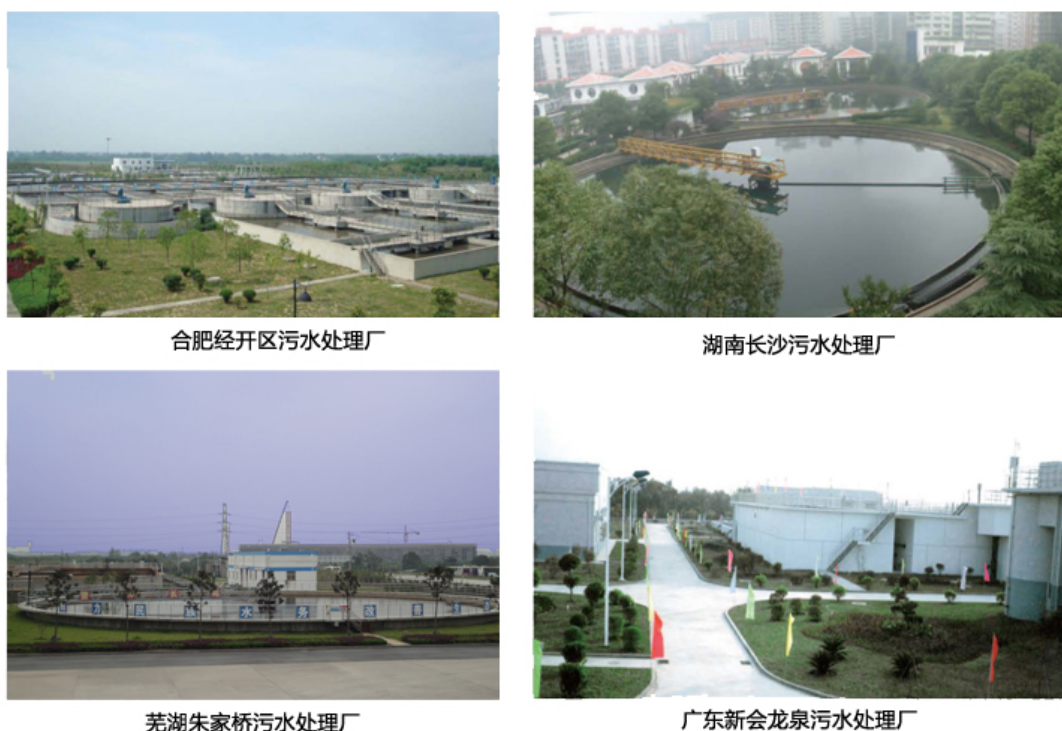 合肥经开区污水处理厂
湖南长沙污水处理厂
水务
芜湖朱家桥污水处理厂
广东新会龙泉污水处理厂